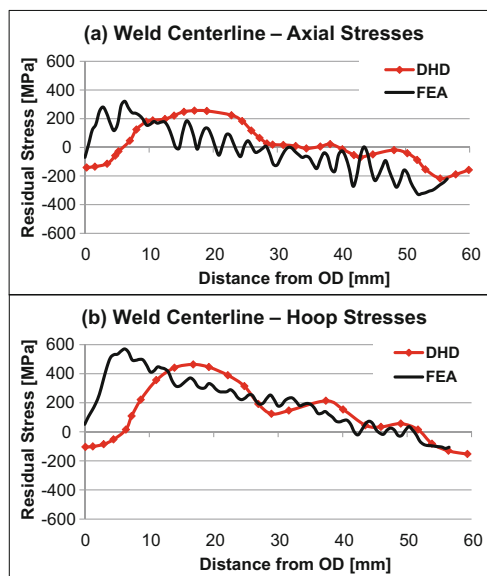 (a) Weld Centerline – Axial Stresses
600
400
200
0
-200
-400
-600
Residual Stress [MPa]
DHD
FEA
0 10 20 30 40 50 60
Distance from OD [mm]
(b) Weld Centerline – Hoop Stresses
600
400
200
0
-200
-400
-600
Residual Stress [MPa]
DHD
FEA
0 10 20 30 40 50 60
Distance from OD [mm]